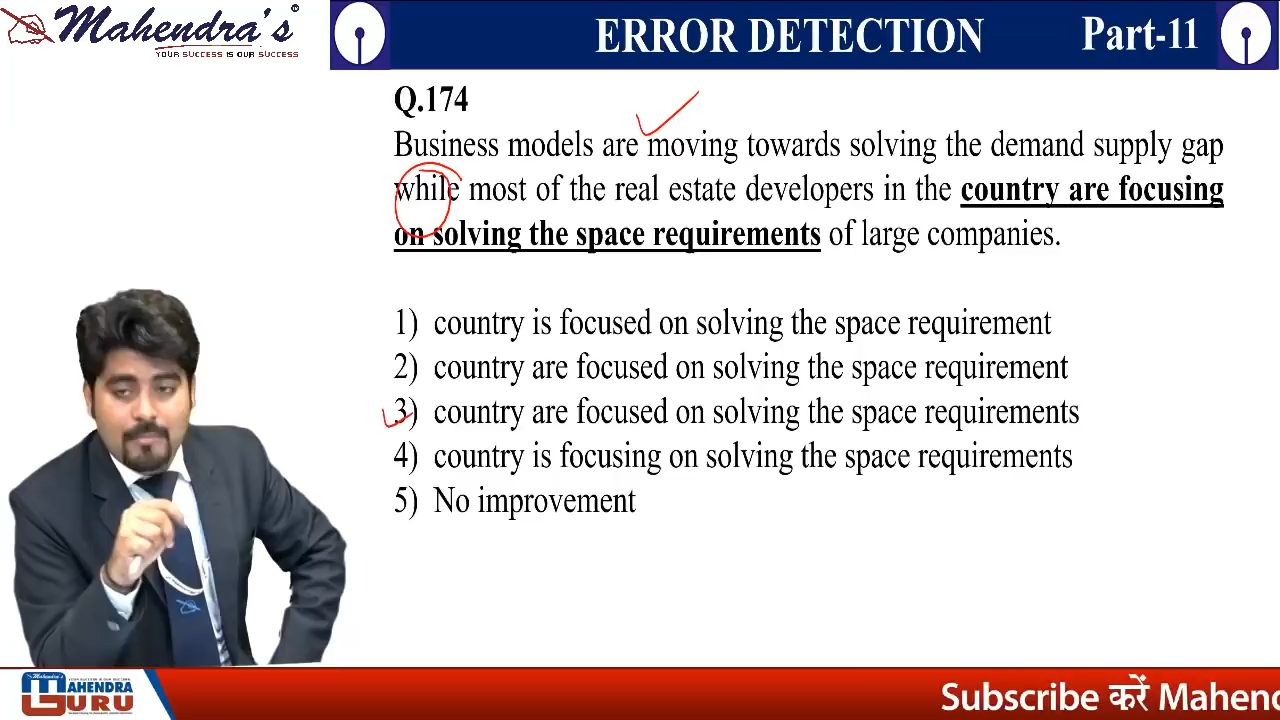 Mahendra's
YOUR SUCCESS IS OUR SUCCESS
ERROR DETECTION
Part-11
Q.174
Business models are moving towards solving the demand supply gap
while most of the real estate developers in the country are focusing
on solving the space requirements of large companies.
1) country is focused on solving the space requirement
2) country are focused on solving the space requirement
3) country are focused on solving the space requirements
4) country is focusing on solving the space requirements
5) No improvement
Mahendra's
MAHENDRA
GURU
Subscribe करें Mahend